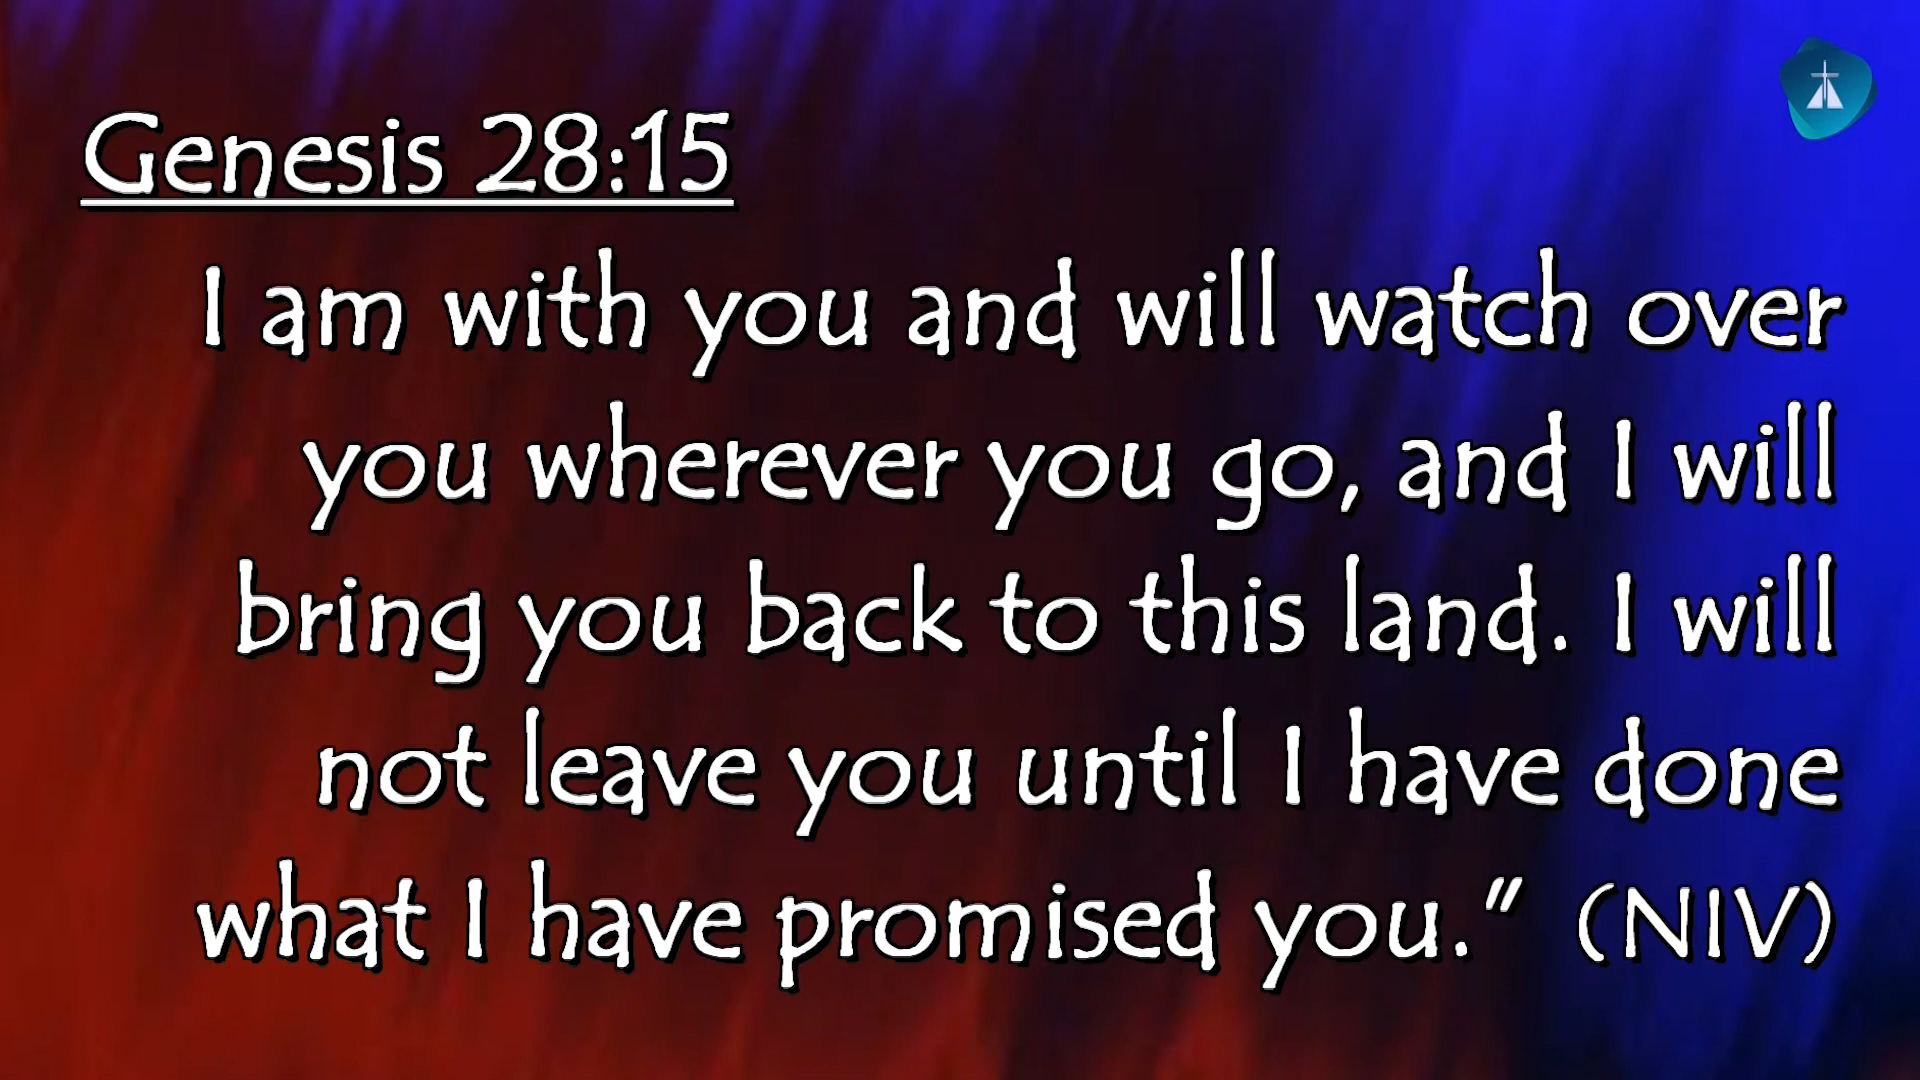 Genesis 28:15
I am with you and will watch over
you wherever you go, and I will
bring you back to this land. I will
not leave you until I have done
what I have promised you.” (NIV)